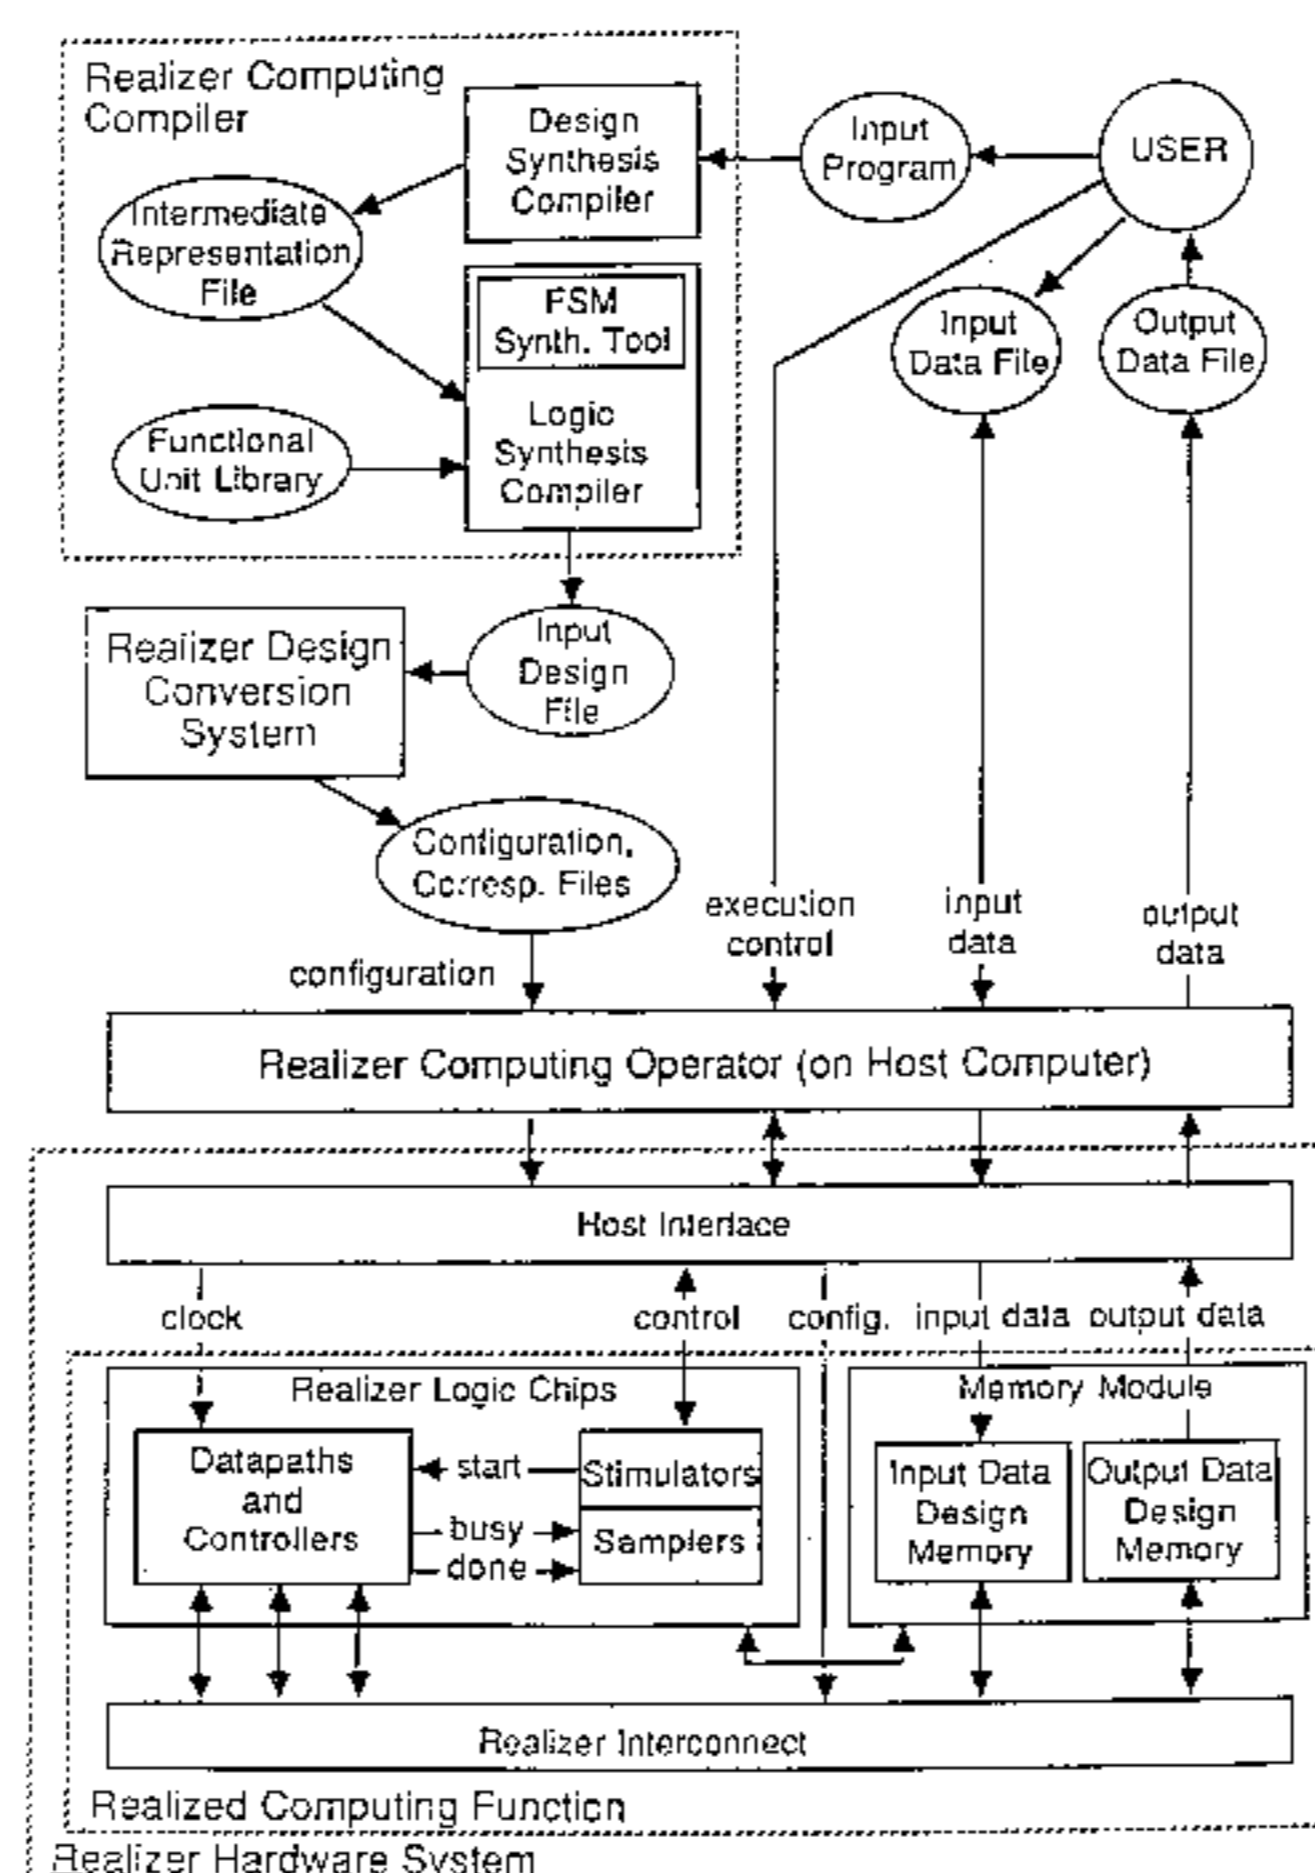 Realizer Computing
Compiler
Design
Synthesis
Compiler
Input
Program
USER
Intermediate
Representation
File
FSM
Synth. Tool
Logic
Synthesis
Compiler
Functional
Unit Library
Input
Data File
Output
Data File
Realizer Design
Conversion
System
Input
Design
File
Configuration,
Corresp. Files
configuration
execution
control
input
data
output
data
Realizer Computing Operator (on Host Computer)
Host Interface
clock
control
config.
input data
output data
Realizer Logic Chips
Memory Module
Datapaths
and
Controllers
start
busy
done
Stimulators
Samplers
Input Data
Design
Memory
Output Data
Design
Memory
Realizer Interconnect
Realized Computing Function
Realizer Hardware System